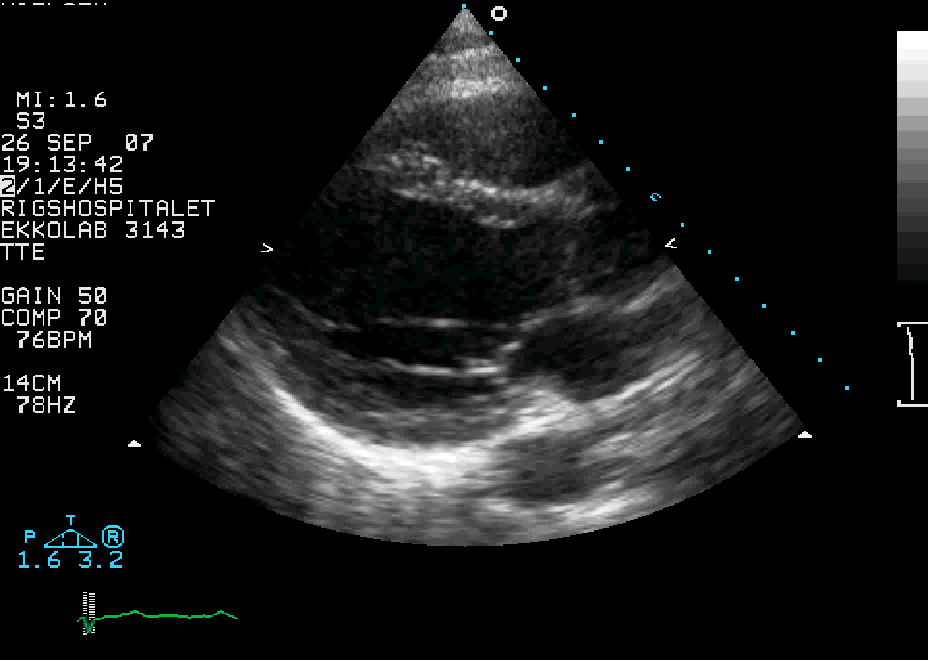 MI:1.6
S3
26 SEP 07
19:13:42
2/1/E/H5
RIGSHOSPITALET
EKKOLAB 3143
TTE
GAIN 50
COMP 70
76BPM
14CM
78HZ
T
P R
1.6 3.2